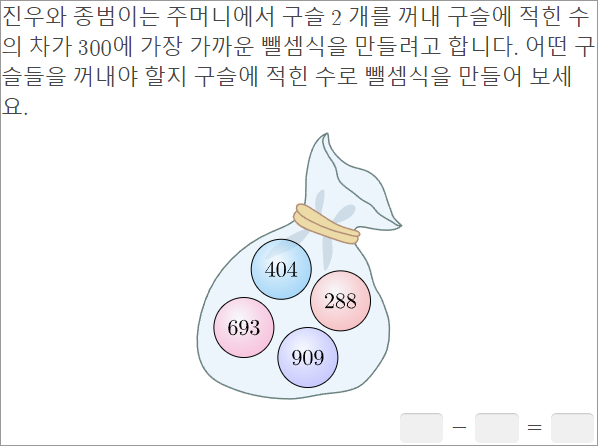 진우와 종범이는 주머니에서 구슬 2 개를 꺼내 구슬에 적힌 수
의 차가 300에 가장 가까운 뺄셈식을 만들려고 합니다. 어떤 구
슬들을 꺼내야 할지 구슬에 적힌 수로 뺄셈식을 만들어 보세
요.
404
288
693
909
− =